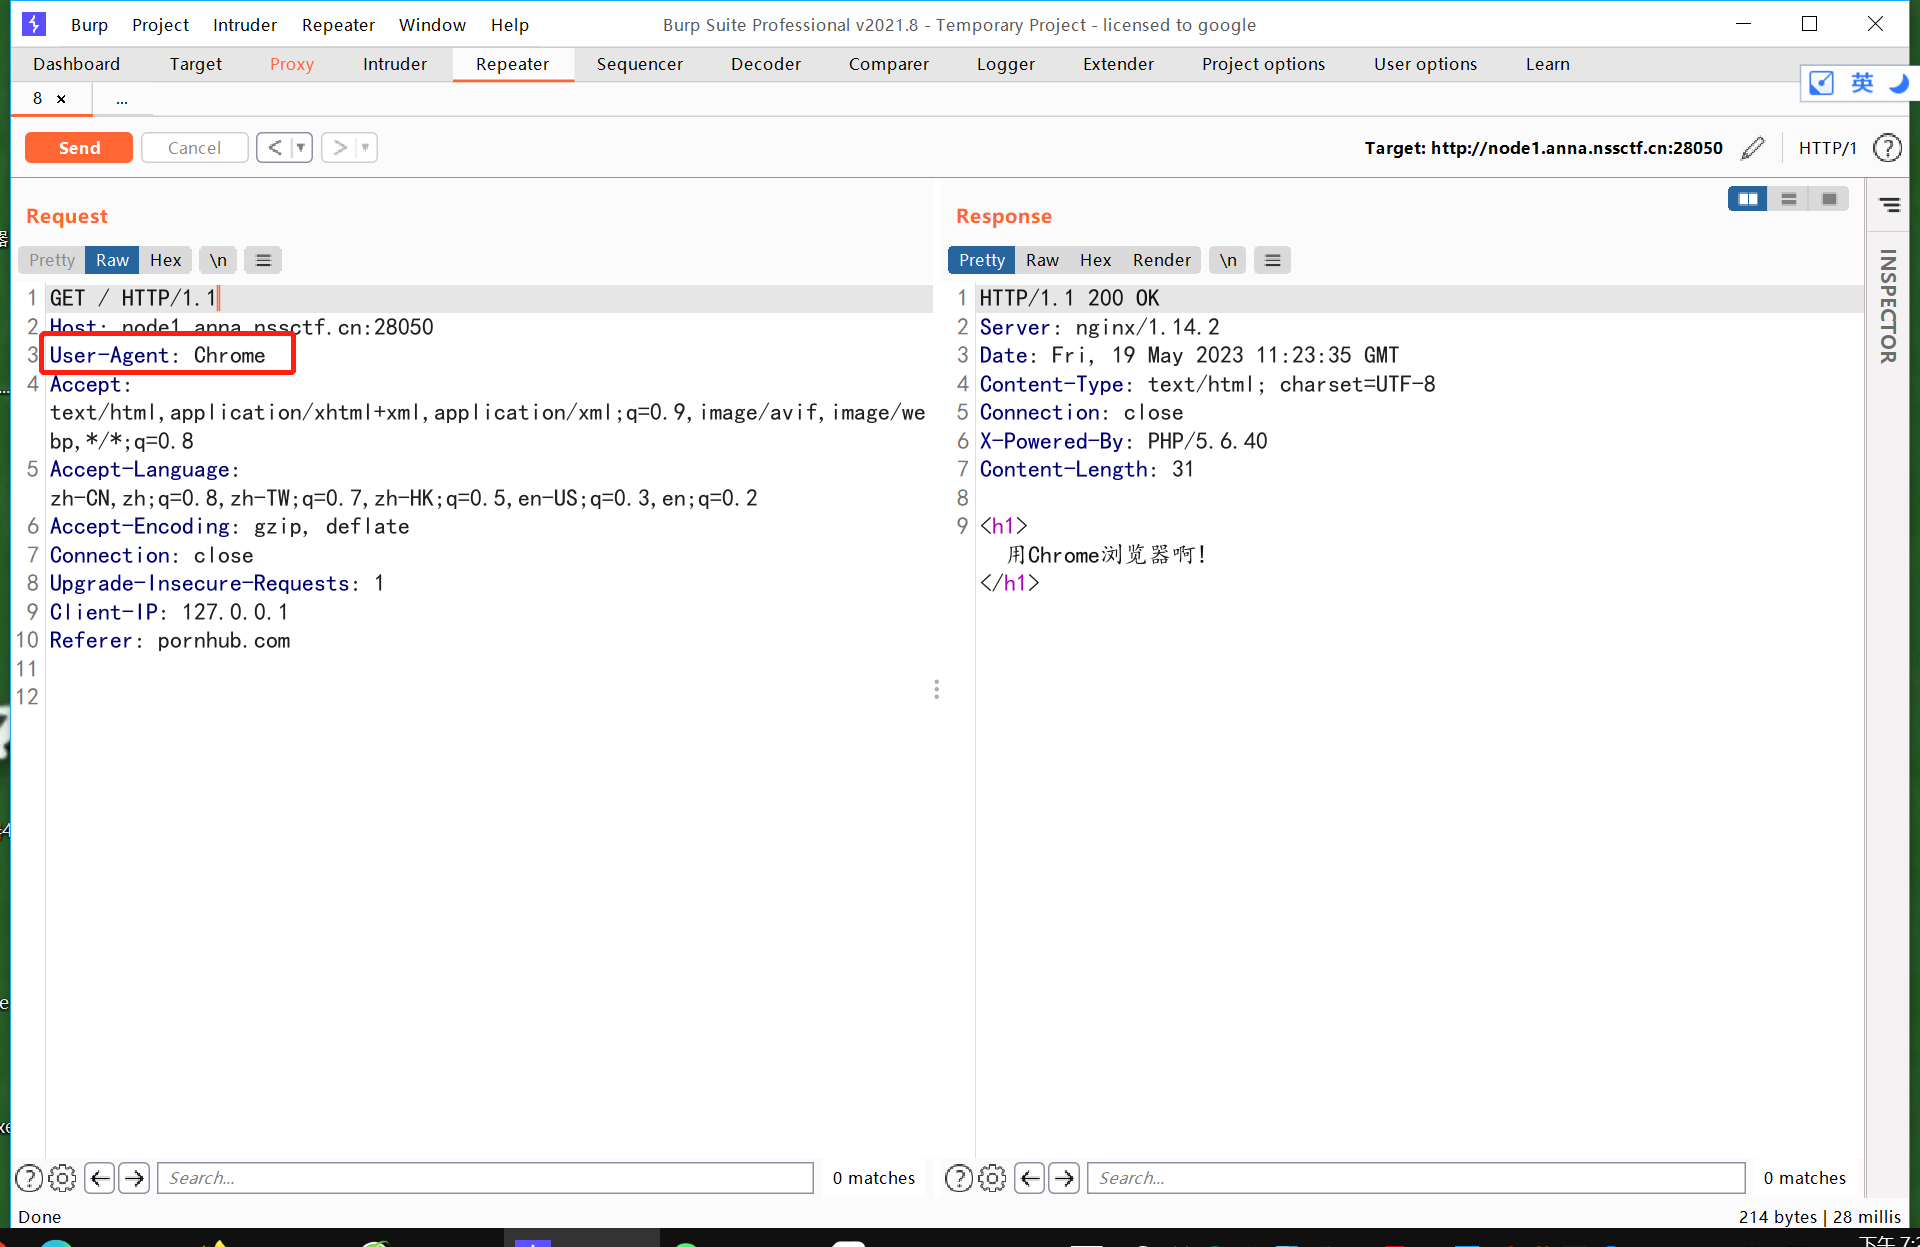 Burp Project Intruder Repeater Window Help Burp Suite Professional v2021.8 - Temporary Project - licensed to google
Dashboard Target Proxy Intruder Repeater Sequencer Decoder Comparer Logger Extender Project options User options Learn
英
8 × ...
Send Cancel < ▼ > ▼ Target: http://node1.anna.nssctf.cn:28050 HTTP/1 ?
Request
Pretty Raw Hex \n
1 GET / HTTP/1.1
2 Host: node1.anna.nssctf.cn:28050
3 User-Agent: Chrome
4 Accept:
text/html,application/xhtml+xml,application/xml;q=0.9,image/avif,image/we
bp,*/*;q=0.8
5 Accept-Language:
zh-CN,zh;q=0.8,zh-TW;q=0.7,zh-HK;q=0.5,en-US;q=0.3,en;q=0.2
6 Accept-Encoding: gzip, deflate
7 Connection: close
8 Upgrade-Insecure-Requests: 1
9 Client-IP: 127.0.0.1
10 Referer: pornhub.com
11
12
Search...
0 matches
Response
Pretty Raw Hex Render \n
1 HTTP/1.1 200 OK
2 Server: nginx/1.14.2
3 Date: Fri, 19 May 2023 11:23:35 GMT
4 Content-Type: text/html; charset=UTF-8
5 Connection: close
6 X-Powered-By: PHP/5.6.40
7 Content-Length: 31
8
9 <h1>
用Chrome浏览器啊!
</h1>
Search...
0 matches
INSPECTOR
Done
214 bytes | 28 millis